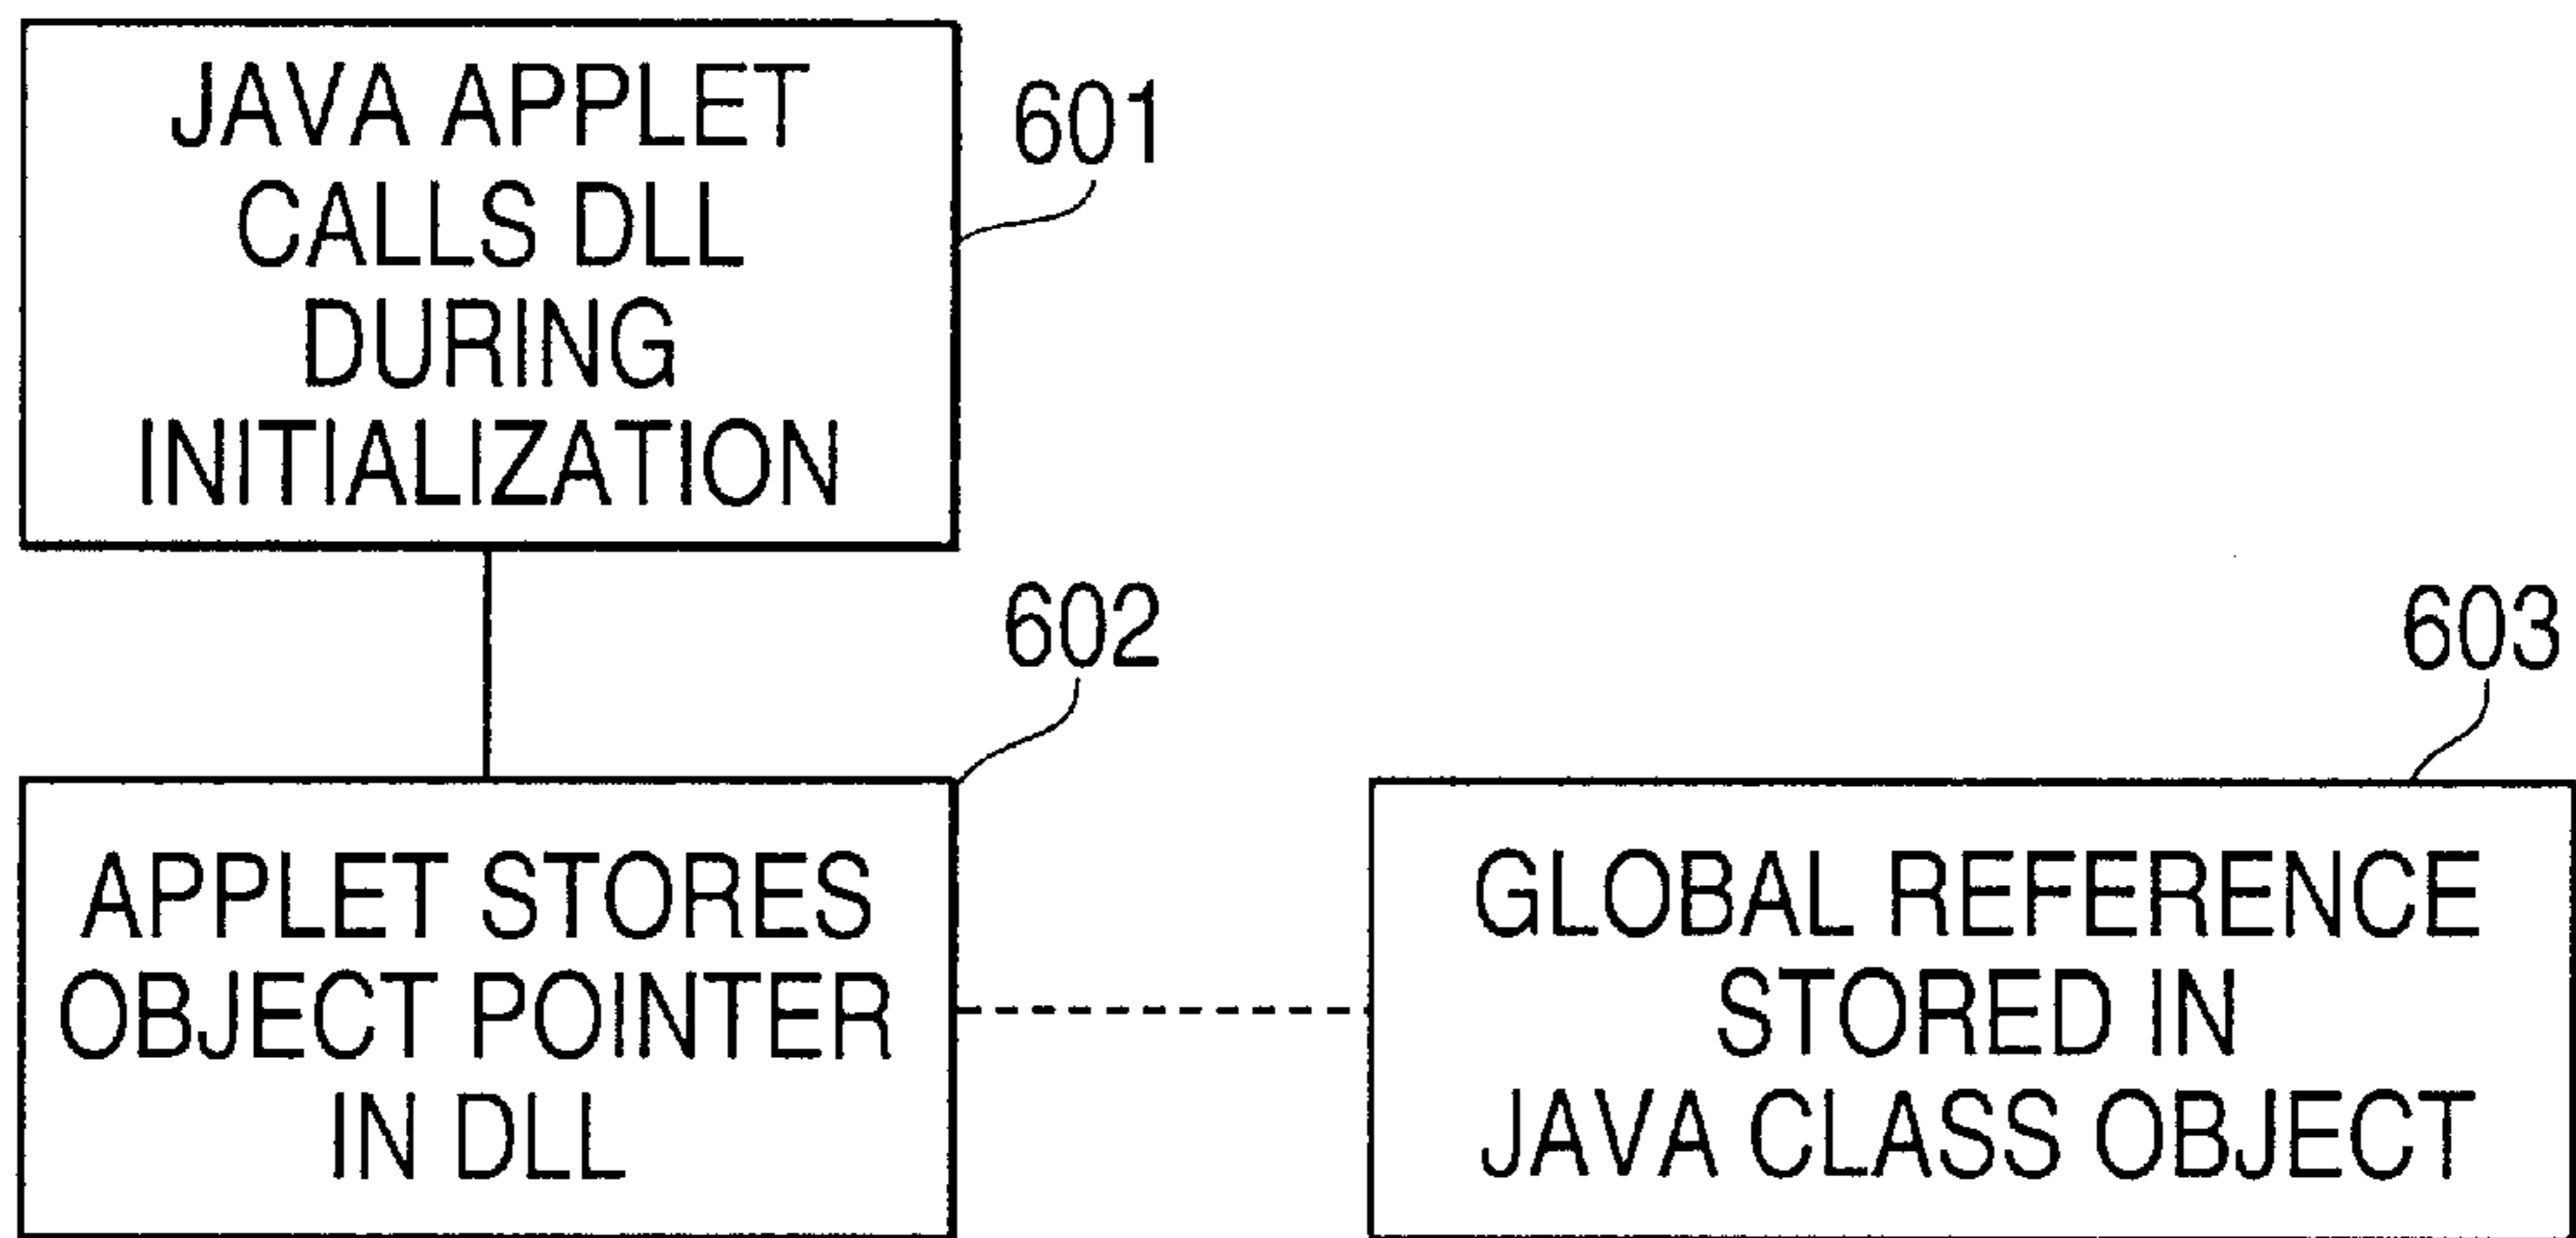 JAVA APPLET
CALLS DLL
DURING
INITIALIZATION
601
602
APPLET STORES
OBJECT POINTER
IN DLL
603
GLOBAL REFERENCE
STORED IN
JAVA CLASS OBJECT